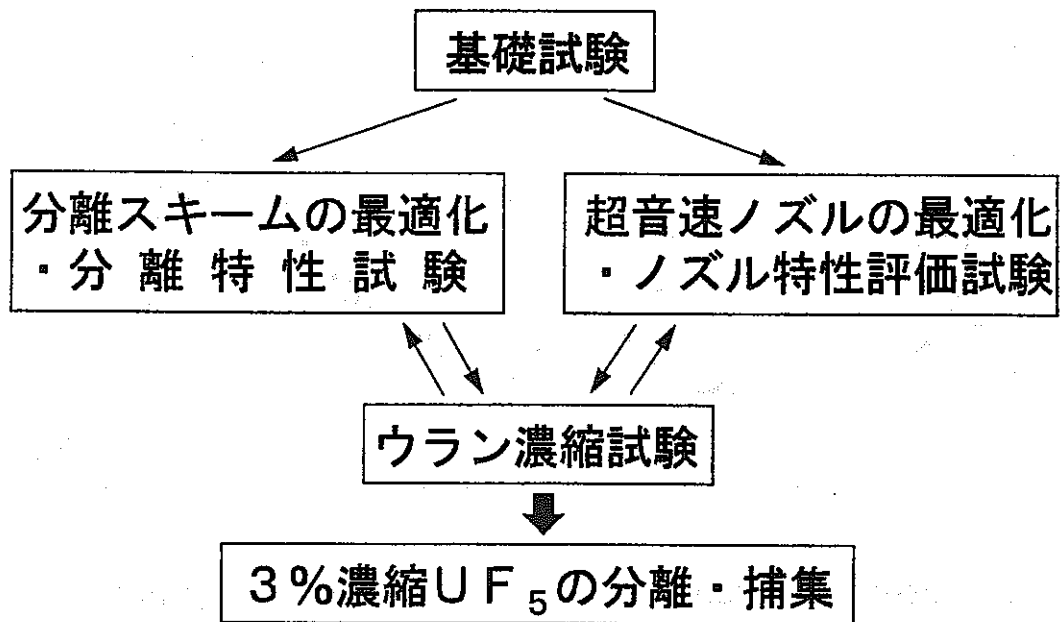 基礎試験
分離スキームの最適化
・分離特性試験
超音速ノズルの最適化
・ノズル特性評価試験
ウラン濃縮試験
3%濃縮UF5の分離・捕集